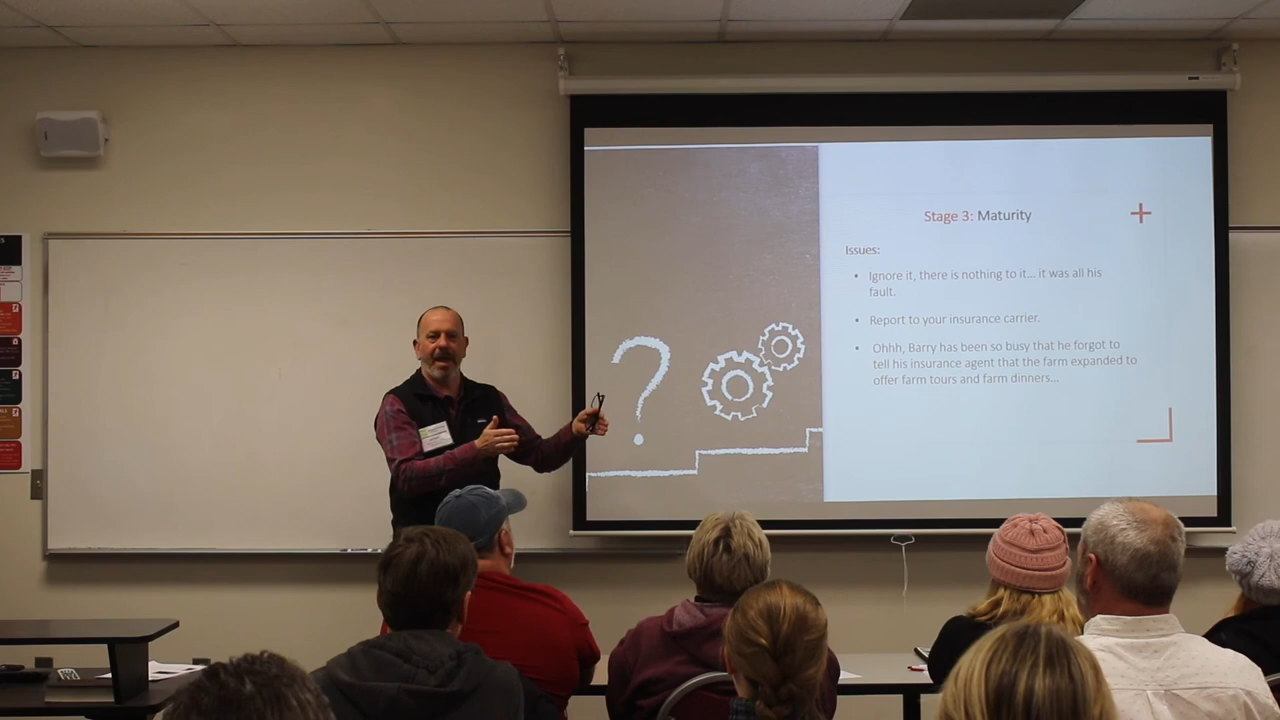 Stage 3: Maturity
Issues:
• Ignore it, there is nothing to it... it was all his
fault.
• Report to your insurance carrier.
• Ohhh, Barry has been so busy that he forgot to
tell his insurance agent that the farm expanded to
offer farm tours and farm dinners...